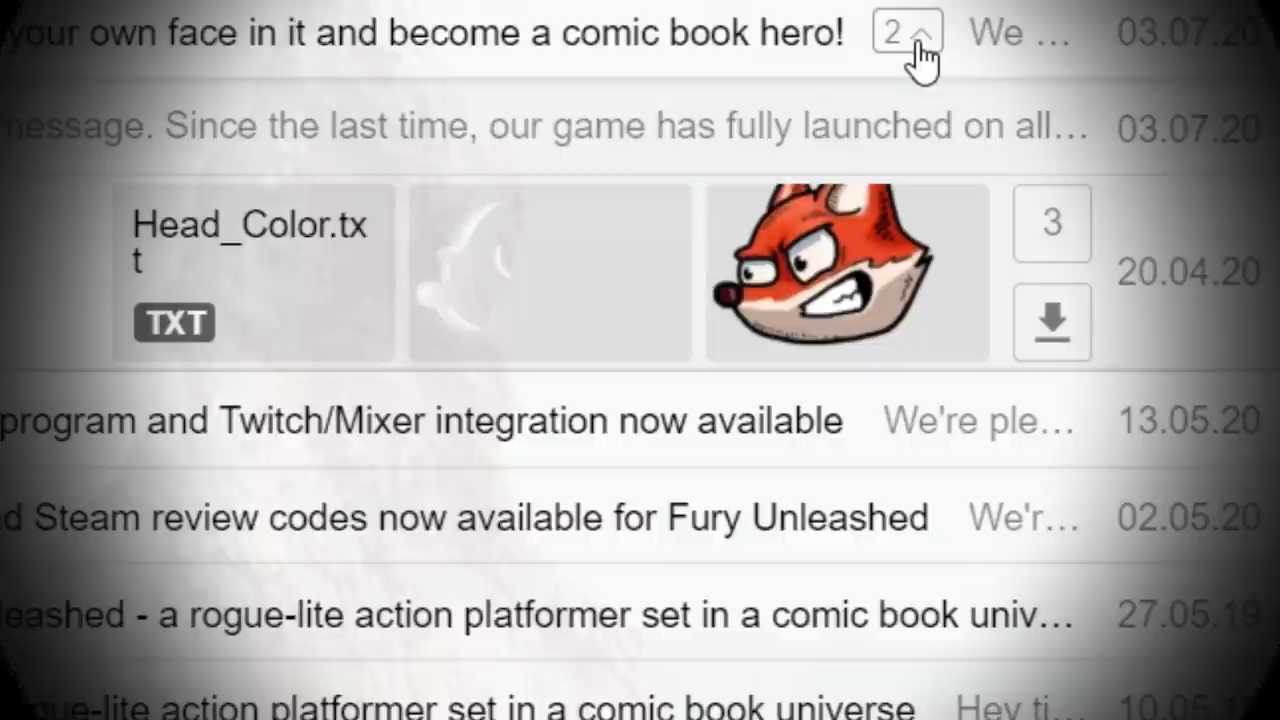 your own face in it and become a comic book hero! 2 We … 03.07.20
message. Since the last time, our game has fully launched on all… 03.07.20
Head_Color.tx
t
TXT
3
20.04.20
program and Twitch/Mixer integration now available We're ple… 13.05.20
d Steam review codes now available for Fury Unleashed We'r… 02.05.20
leashed - a rogue-lite action platformer set in a comic book univ… 27.05.19
gue-lite action platformer set in a comic book universe Hey ti…